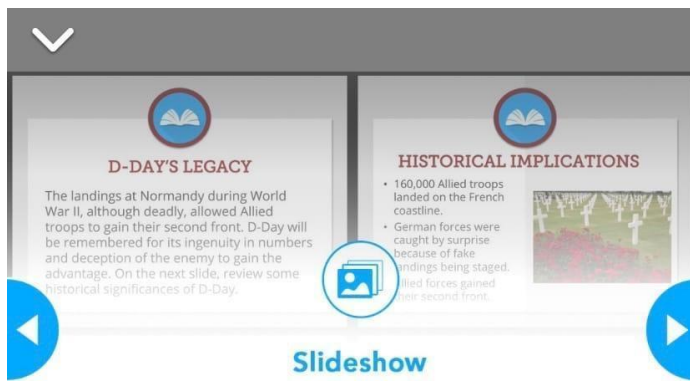 D-DAY'S LEGACY
The landings at Normandy during World
War II, although deadly, allowed Allied
troops to gain their second front. D-Day will
be remembered for its ingenuity in numbers
and deception of the enemy to gain the
advantage. On the next slide, review some
historical significances of D-Day.
HISTORICAL IMPLICATIONS
• 160,000 Allied troops
landed on the French
coastline.
• German forces were
caught by surprise
because of fake
landings being staged.
Allied forces gained
their second front.
Slideshow